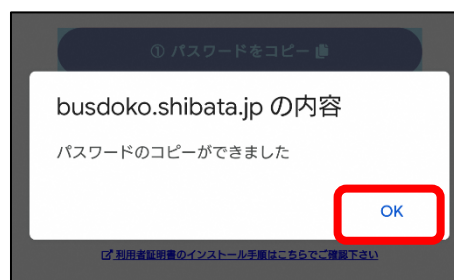 ① パスワードをコピー
busdoko.shibata.jp の内容
パスワードのコピーができました
OK
利用者証明書のインストール手順はこちらでご確認下さい